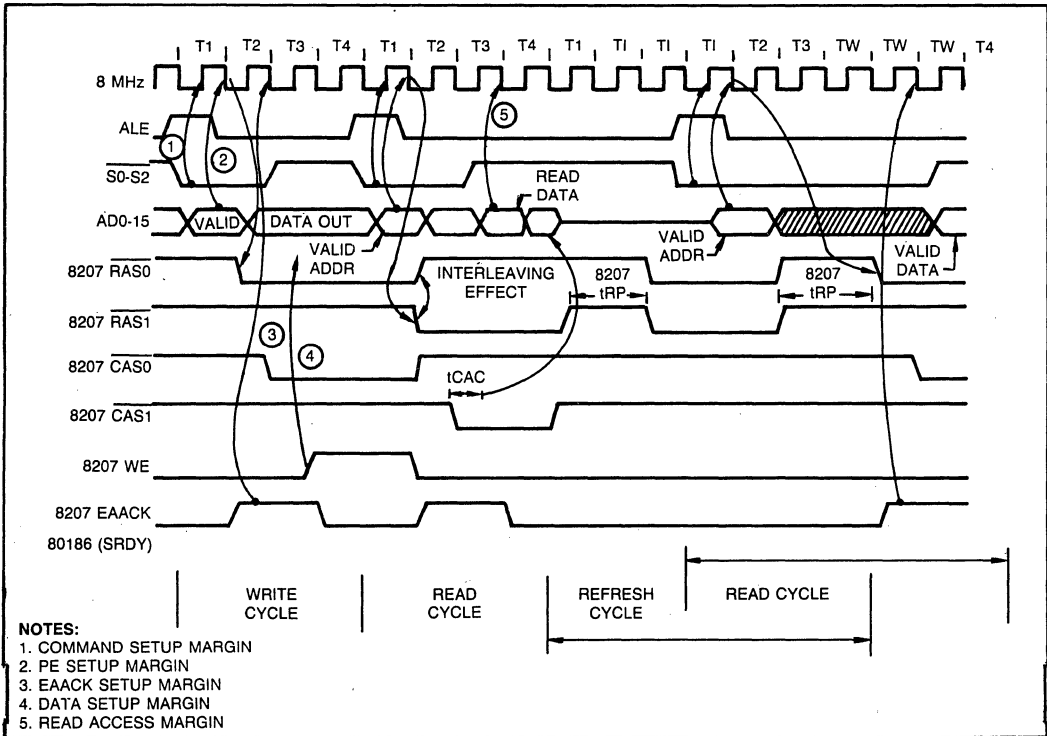 T1 T2 T3 T4 T1 T2 T3 T4 T1 TI TI TI T2 T3 TW TW TW T4
8 MHz
ALE
5
1
2
S0-S2
READ
DATA
AD0-15
VALID
DATA OUT
VALID
ADDR
VALID
ADDR
VALID
DATA
8207 RAS0
INTERLEAVING
EFFECT
8207
tRP
8207
tRP
8207 RAS1
3
4
8207 CAS0
tCAC
8207 CAS1
8207 WE
8207 EAACK
80186 (SRDY)
WRITE
CYCLE
READ
CYCLE
REFRESH
CYCLE
READ CYCLE
NOTES:
1. COMMAND SETUP MARGIN
2. PE SETUP MARGIN
3. EAACK SETUP MARGIN
4. DATA SETUP MARGIN
5. READ ACCESS MARGIN